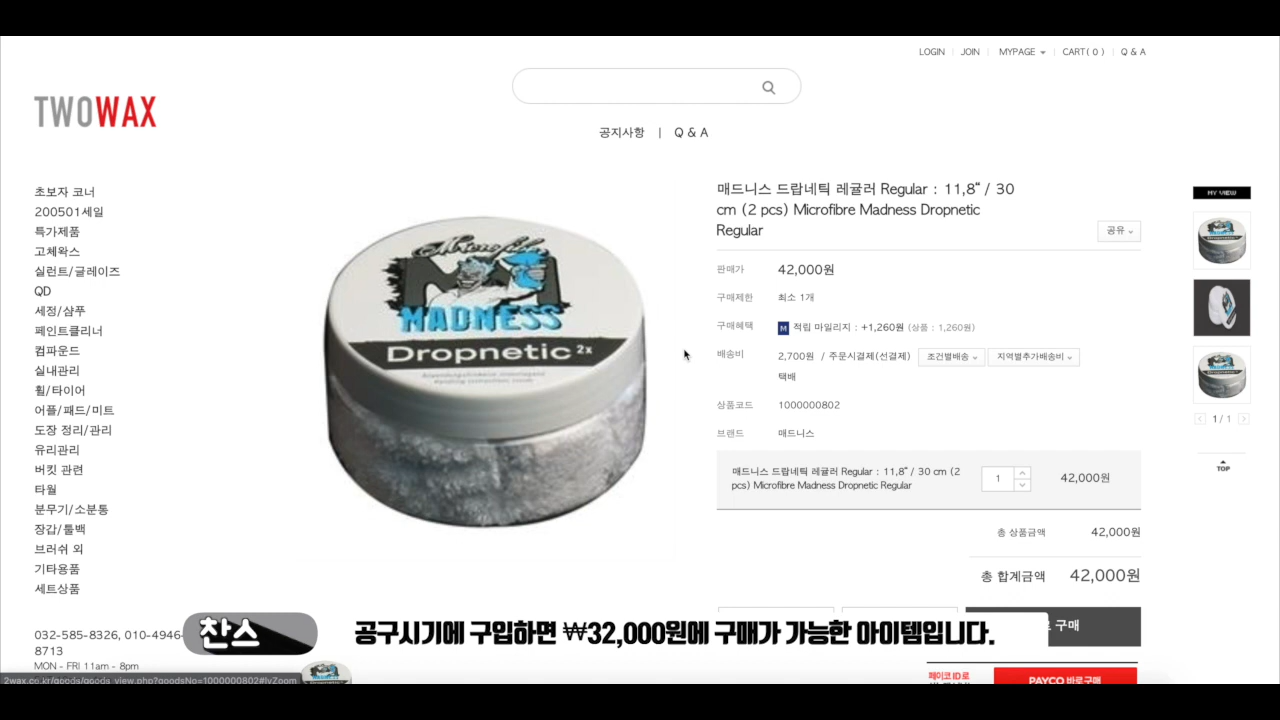 LOGIN JOIN MYPAGE CART( 0 ) Q & A
TWOWAX
공지사항 | Q & A
초보자 코너
200501세일
특가제품
고체왁스
실런트/글레이즈
QD
세정/샴푸
페인트클리너
컴파운드
실내관리
휠/타이어
어플/패드/미트
도장 정리/관리
유리관리
버킷 관련
타월
분무기/소분통
장갑/툴백
브러쉬 외
기타용품
세트상품
032-585-8326, 010-4946-
8713
MON - FRI 11am - 8pm
MADNESS
Dropnetic 2x
매드니스 드랍네틱 레귤러 Regular : 11,8“ / 30
cm (2 pcs) Microfibre Madness Dropnetic
Regular
공유
판매가 42,000원
구매제한 최소 1개
구매혜택 M 적립 마일리지 : +1,260원 (상품 : 1,260원)
배송비 2,700원 / 주문시결제(선결제) 조건별배송 지역별추가배송비
택배
상품코드 1000000802
브랜드 매드니스
매드니스 드랍네틱 레귤러 Regular : 11,8“ / 30 cm (2
pcs) Microfibre Madness Dropnetic Regular
1 42,000원
총 상품금액 42,000원
총 합계금액 42,000원
구매
페이코 ID로
PAYCO 바로구매
MY VIEW
Dropnetic
Dropnetic
1 / 1
TOP
찬스 공구시기에 구입하면 ₩32,000원에 구매가 가능한 아이템입니다.
2wax.co.kr/goods/goods_view.php?goodsNo=1000000802#lyZoom
Dropnetic